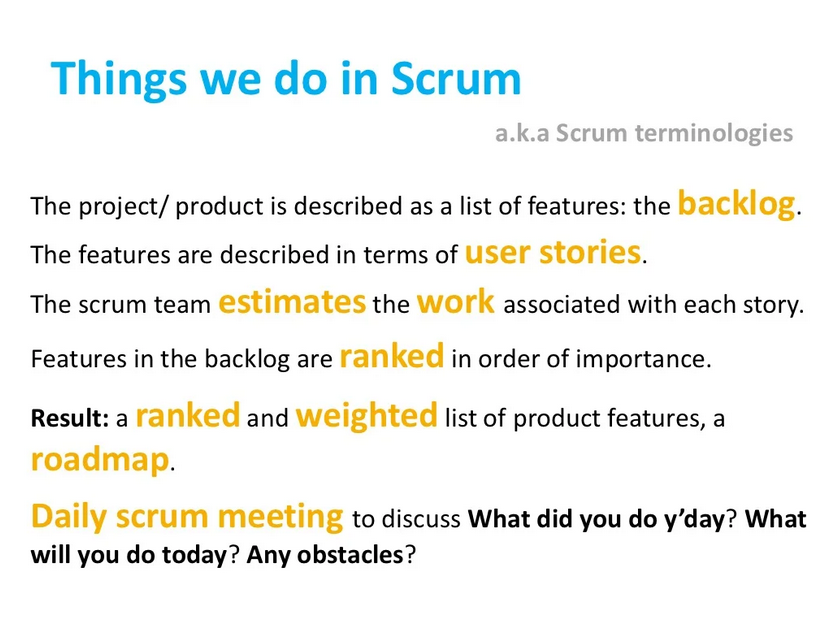 Things we do in Scrum
a.k.a Scrum terminologies
The project/ product is described as a list of features: the backlog.
The features are described in terms of user stories.
The scrum team estimates the work associated with each story.
Features in the backlog are ranked in order of importance.
Result: a ranked and weighted list of product features, a
roadmap.
Daily scrum meeting to discuss What did you do y’day? What
will you do today? Any obstacles?